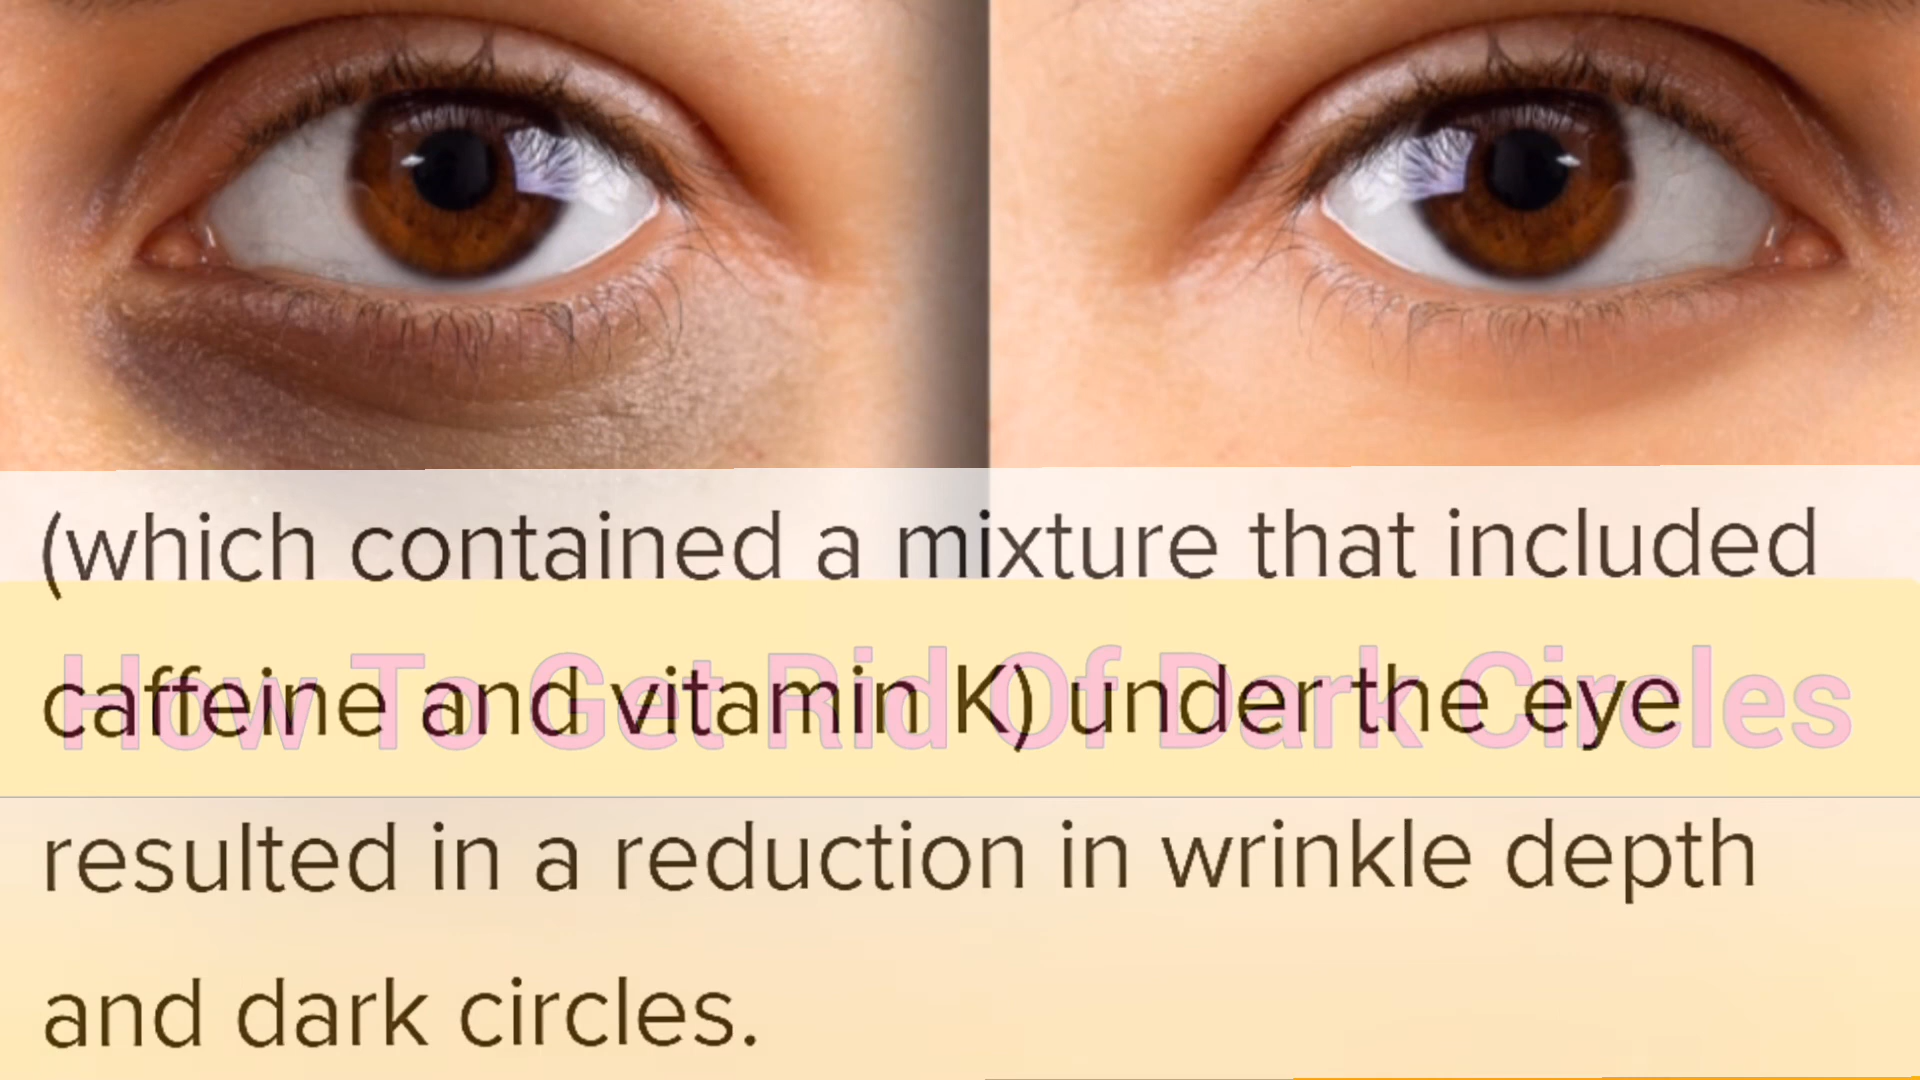 (which contained a mixture that included
caffeine and vitamin K) under the eye
How To Get Rid Of Dark Circles
resulted in a reduction in wrinkle depth
and dark circles.